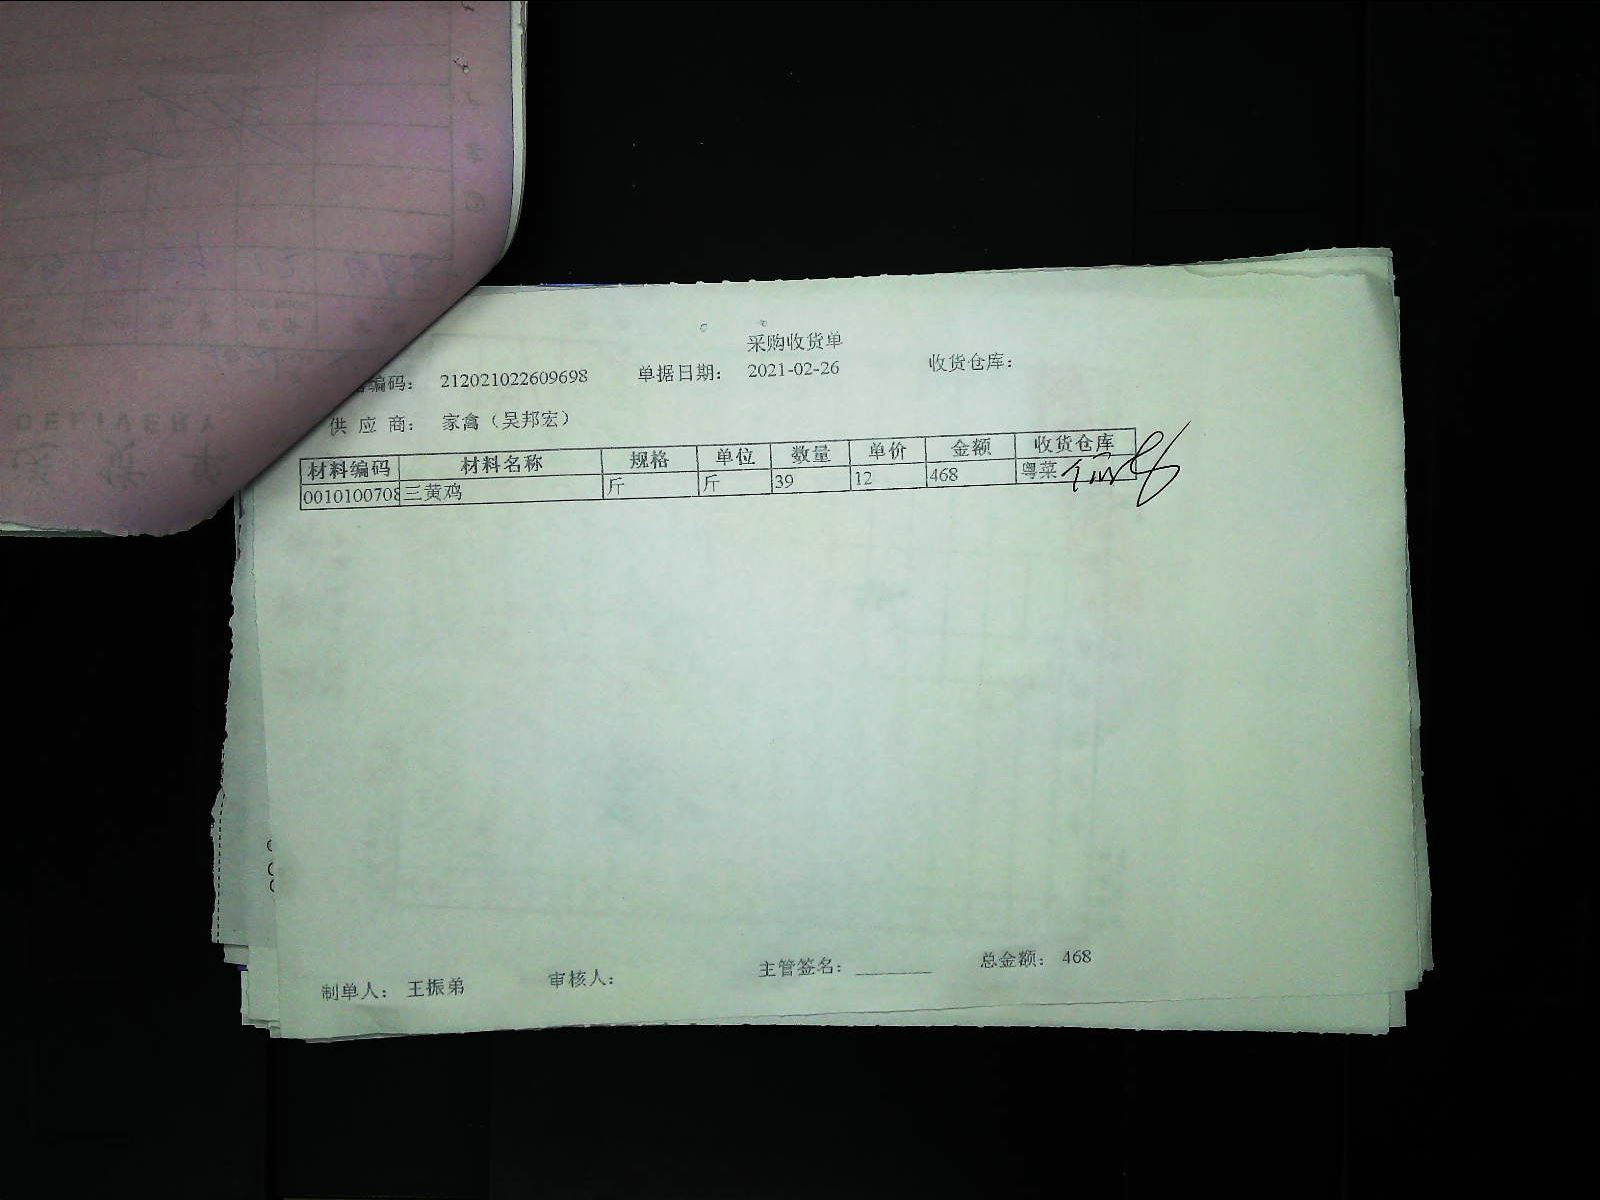 采购收货单
编码： 212021022609698 单据日期： 2021-02-26 收货仓库：
供 应 商： 家禽（吴邦宏）
材料编码 材料名称 规格 单位 数量 单价 金额 收货仓库
0010100708 三黄鸡 斤 斤 39 12 468 粤菜
制单人： 王振弟 审核人： 主管签名： 总金额： 468